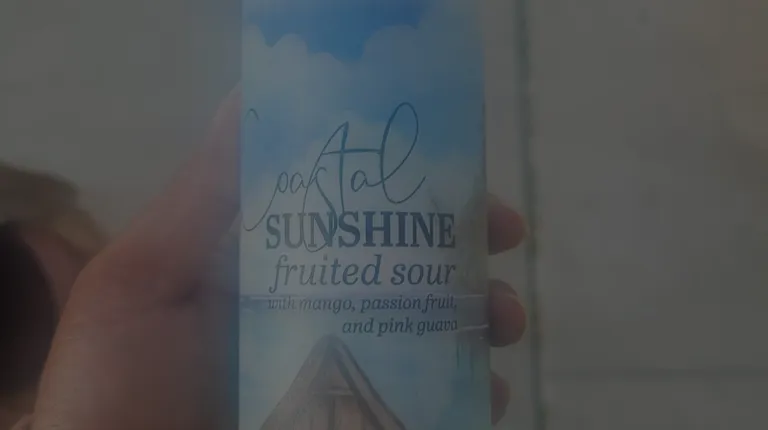 Coastal
SUNSHINE
fruited sour
with mango, passion fruit,
and pink guava